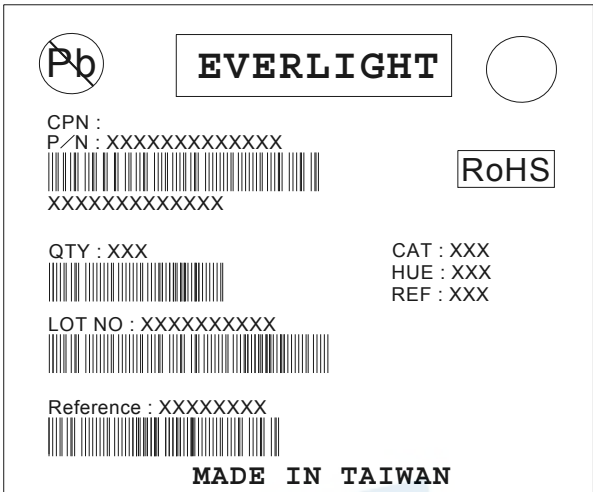 Pb
EVERLIGHT
CPN :
P/N : XXXXXXXXXXXXX
RoHS
XXXXXXXXXXXXX
QTY : XXX
CAT : XXX
HUE : XXX
REF : XXX
LOT NO : XXXXXXXXXX
Reference : XXXXXXXX
MADE IN TAIWAN